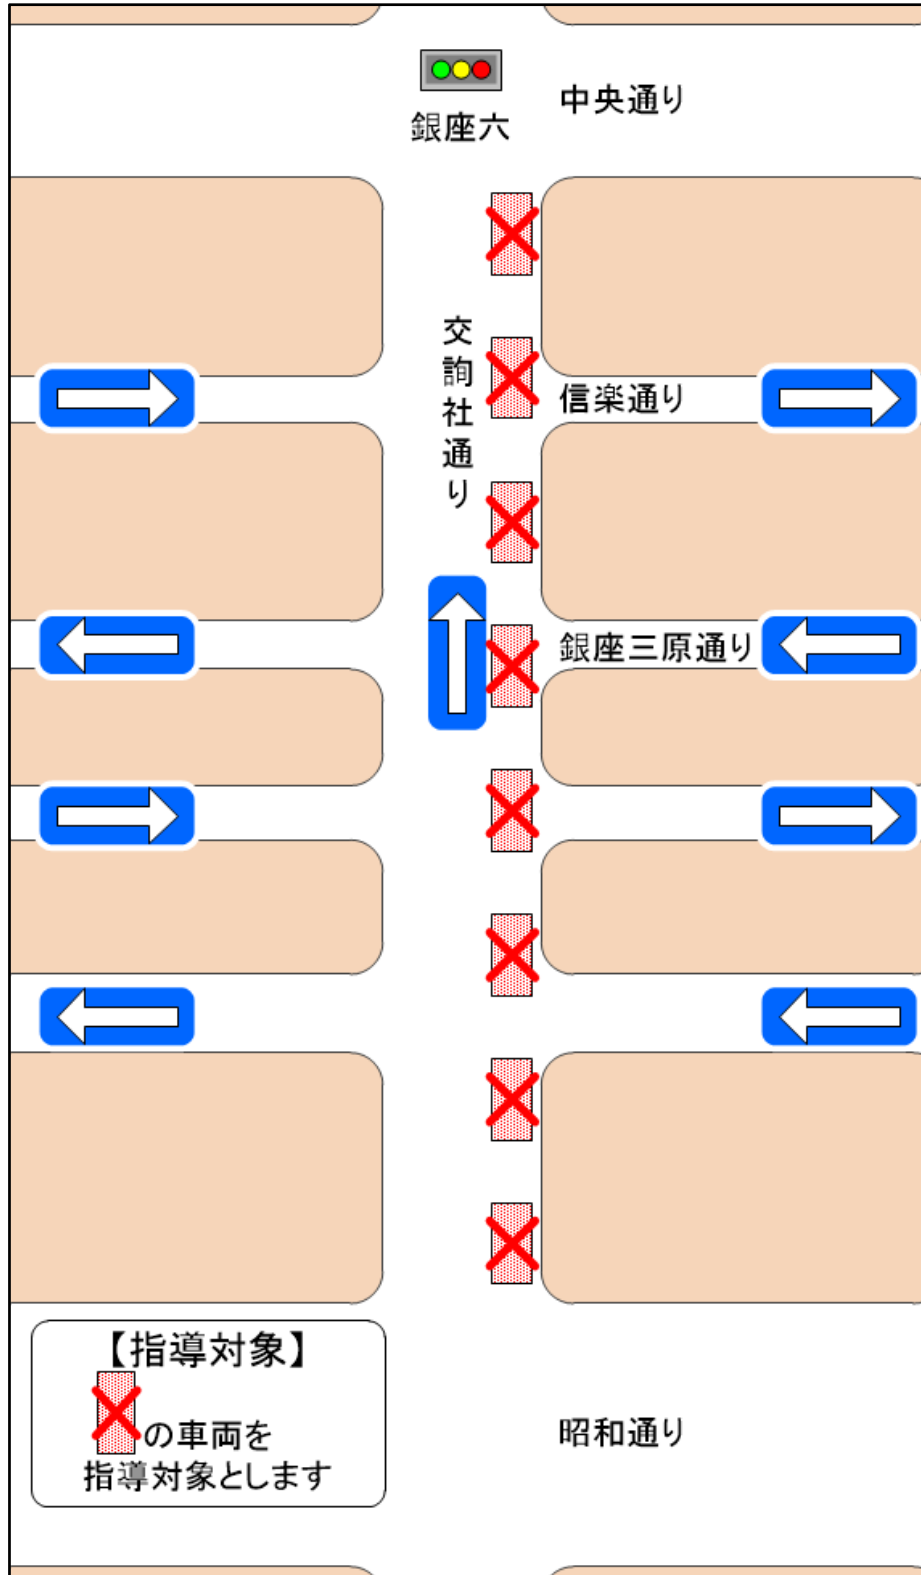 中央通り
銀座六
交詢社通り
信楽通り
銀座三原通り
【指導対象】
の車両を
指導対象とします
昭和通り